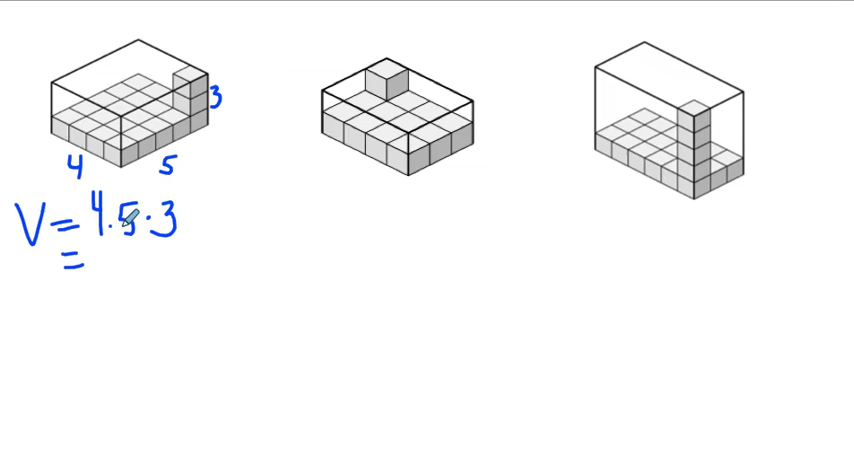 3
4 5
V = 4·5·3
=